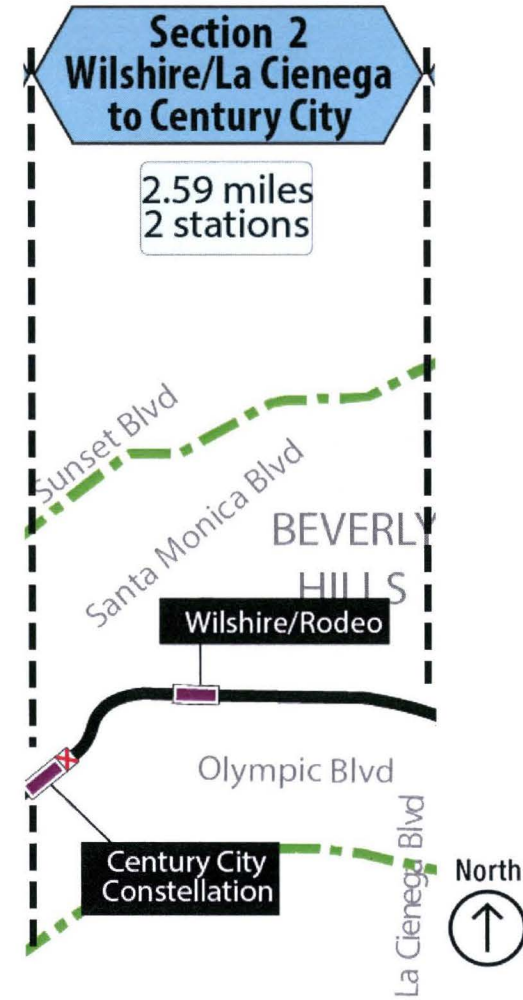 Section 2
Wilshire/La Cienega
to Century City
2.59 miles
2 stations
Sunset Blvd
Santa Monica Blvd
BEVERLY
HILLS
Wilshire/Rodeo
Olympic Blvd
La Cienega Blvd
North
Century City
Constellation